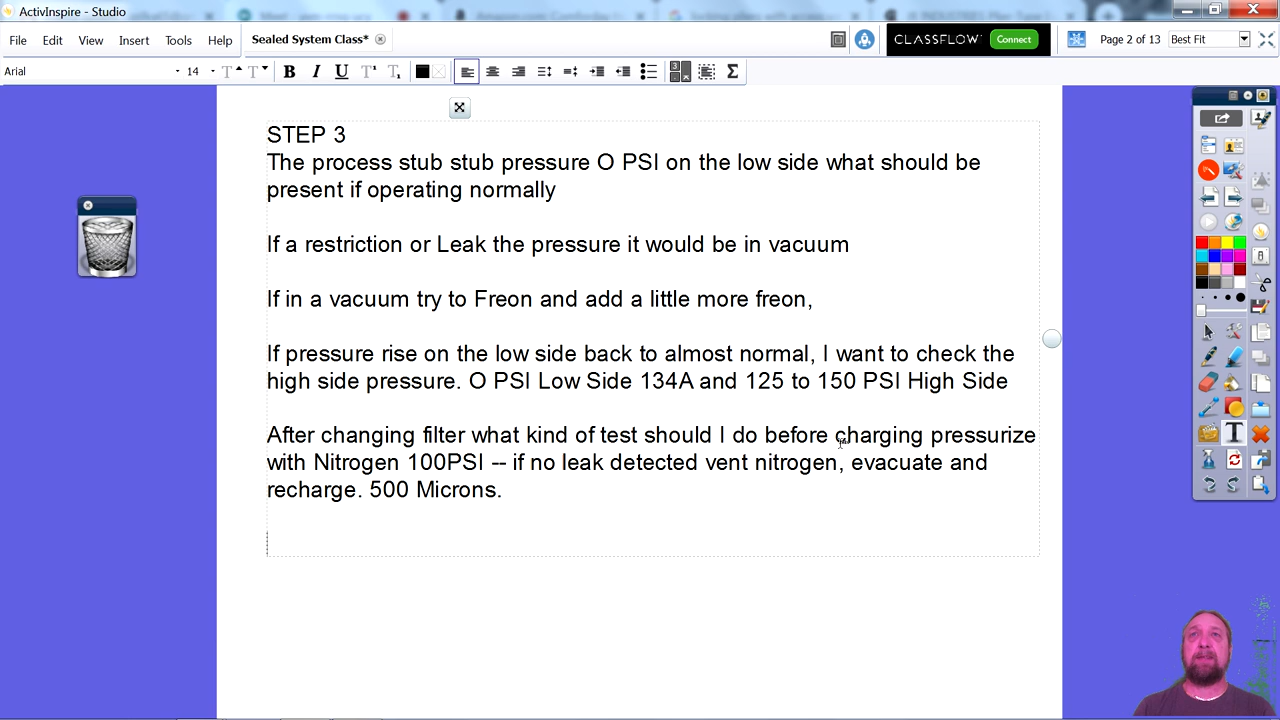 ActivInspire - Studio
File Edit View Insert Tools Help Sealed System Class* CLASSFLOW Connect Page 2 of 13 Best Fit
Arial 14 B I U T¹ T₁ Σ
STEP 3
The process stub stub pressure O PSI on the low side what should be
present if operating normally
If a restriction or Leak the pressure it would be in vacuum
If in a vacuum try to Freon and add a little more freon,
If pressure rise on the low side back to almost normal, I want to check the
high side pressure. O PSI Low Side 134A and 125 to 150 PSI High Side
After changing filter what kind of test should I do before charging pressurize
with Nitrogen 100PSI -- if no leak detected vent nitrogen, evacuate and
recharge. 500 Microns.